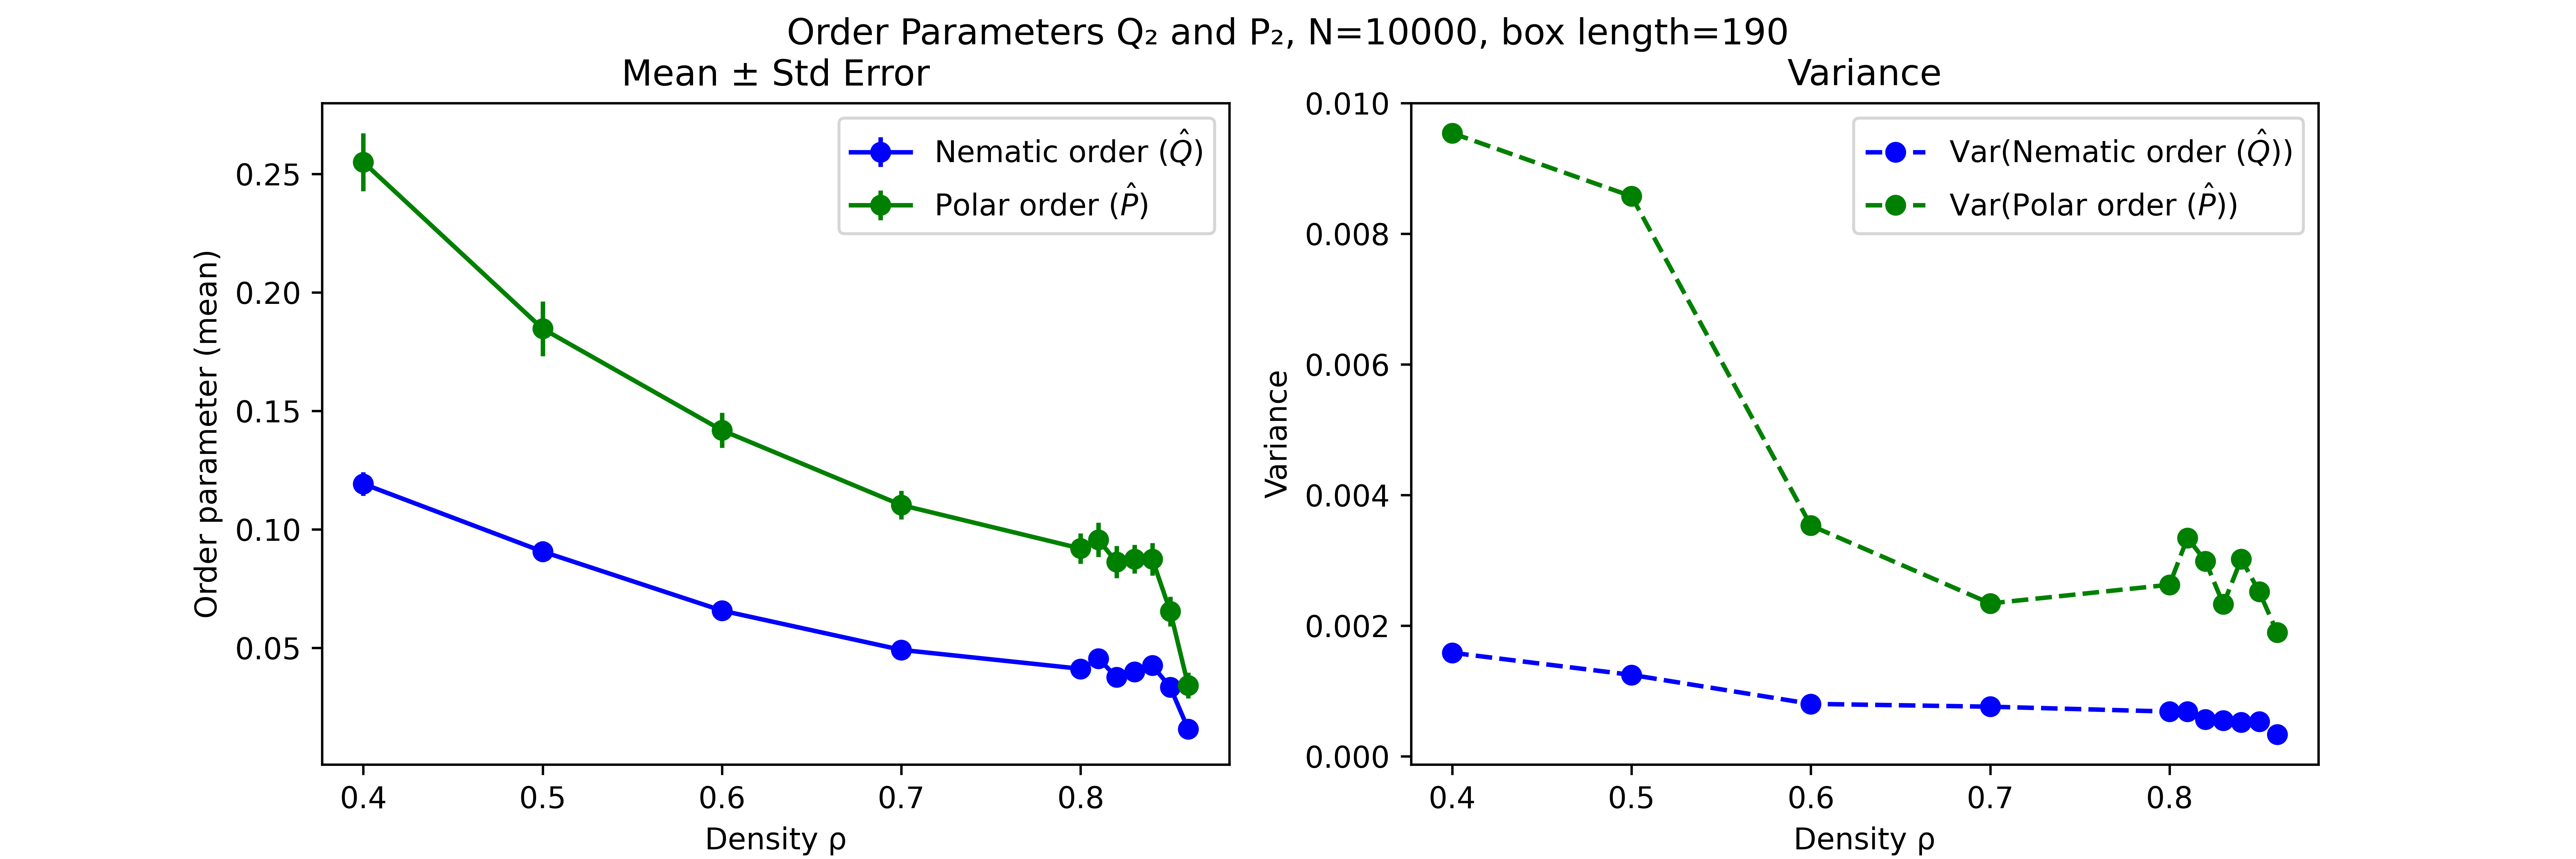 Order Parameters Q₂ and P₂, N=10000, box length=190
Mean ± Std Error
Order parameter (mean)
0.25
0.20
0.15
0.10
0.05
0.4 0.5 0.6 0.7 0.8
Density ρ
Nematic order (Q̂)
Polar order (P̂)
Variance
Variance
0.010
0.008
0.006
0.004
0.002
0.000
0.4 0.5 0.6 0.7 0.8
Density ρ
Var(Nematic order (Q̂))
Var(Polar order (P̂))